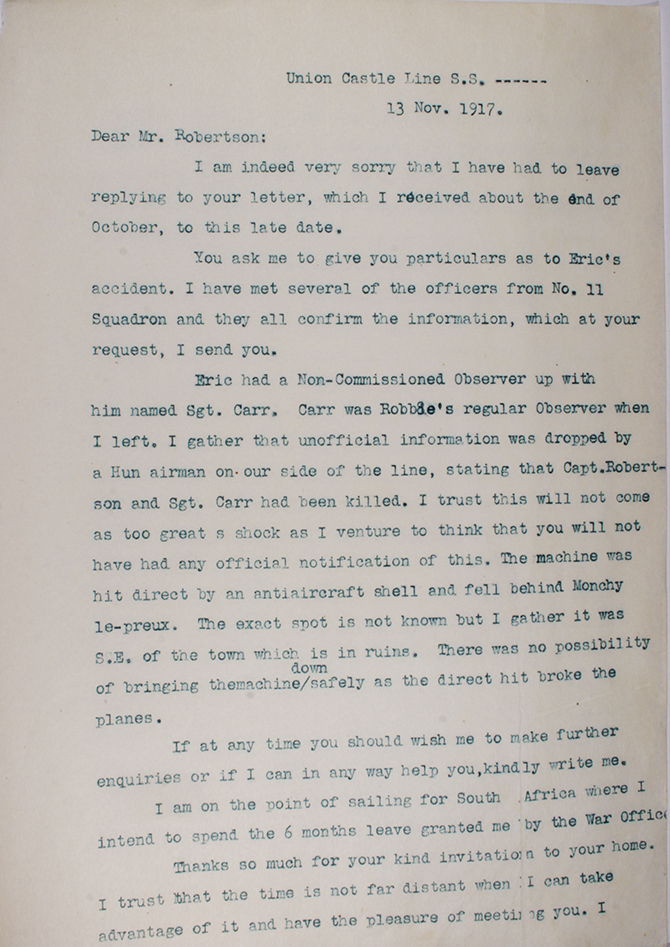 Union Castle Line S.S. ------
13 Nov. 1917.
Dear Mr. Robertson:
I am indeed very sorry that I have had to leave
replying to your letter, which I received about the end of
October, to this late date.
You ask me to give you particulars as to Eric's
accident. I have met several of the officers from No. 11
Squadron and they all confirm the information, which at your
request, I send you.
Eric had a Non-Commissioned Observer up with
him named Sgt. Carr. Carr was Robbie's regular Observer when
I left. I gather that unofficial information was dropped by
a Hun airman on our side of the line, stating that Capt.Robert-
son and Sgt. Carr had been killed. I trust this will not come
as too great s shock as I venture to think that you will not
have had any official notification of this. The machine was
hit direct by an antiaircraft shell and fell behind Monchy
le-preux. The exact spot is not known but I gather it was
S.E. of the town which is in ruins. There was no possibility
down
of bringing themachine/safely as the direct hit broke the
planes.
If at any time you should wish me to make further
enquiries or if I can in any way help you,kindly write me.
I am on the point of sailing for South Africa where I
intend to spend the 6 months leave granted me by the War Office
Thanks so much for your kind invitation to your home.
I trust that the time is not far distant when I can take
advantage of it and have the pleasure of meeting you. I